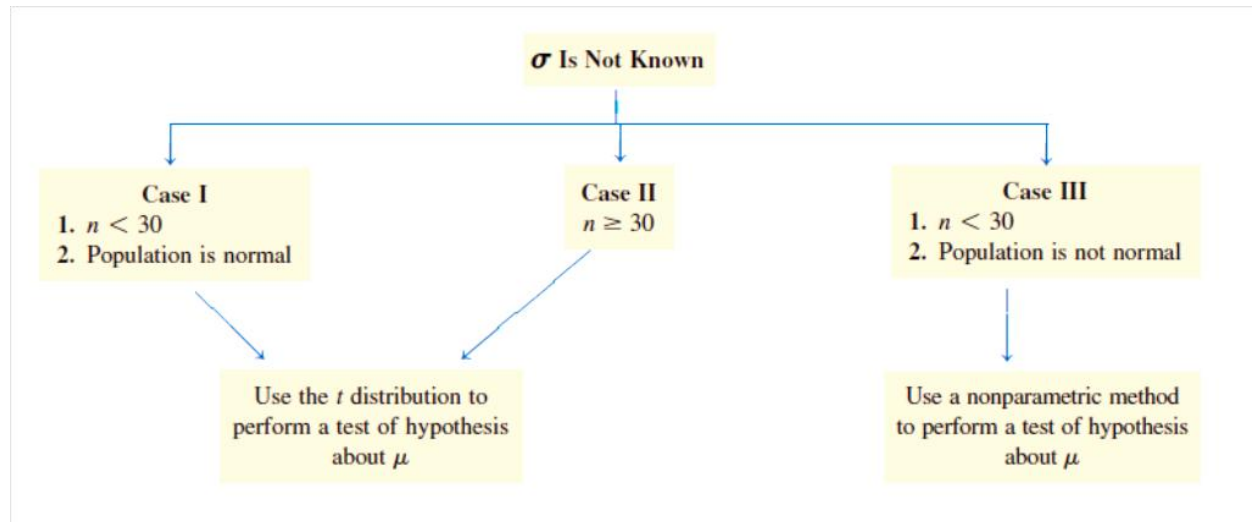 σ Is Not Known
Case I
1. n < 30
2. Population is normal
Case II
n ≥ 30
Case III
1. n < 30
2. Population is not normal
Use the t distribution to
perform a test of hypothesis
about μ
Use a nonparametric method
to perform a test of hypothesis
about μ